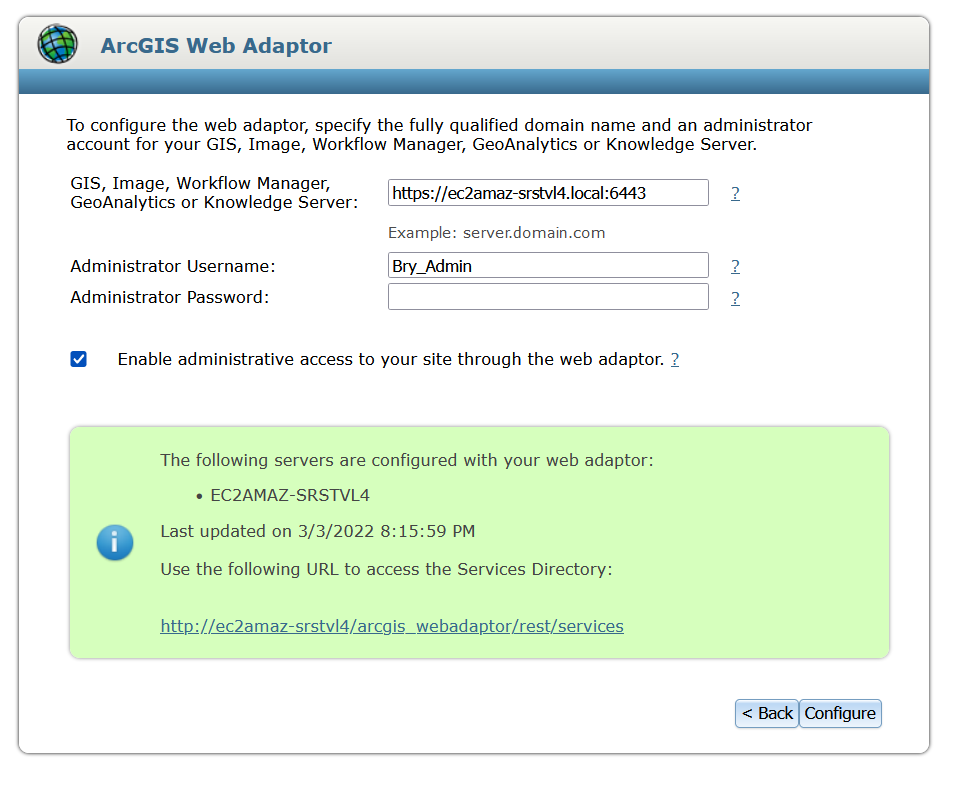 ArcGIS Web Adaptor
To configure the web adaptor, specify the fully qualified domain name and an administrator
account for your GIS, Image, Workflow Manager, GeoAnalytics or Knowledge Server.
GIS, Image, Workflow Manager,
GeoAnalytics or Knowledge Server:
https://ec2amaz-srstvl4.local:6443 ?
Example: server.domain.com
Administrator Username: Bry_Admin ?
Administrator Password: ?
Enable administrative access to your site through the web adaptor. ?
The following servers are configured with your web adaptor:
• EC2AMAZ-SRSTVL4
Last updated on 3/3/2022 8:15:59 PM
Use the following URL to access the Services Directory:
http://ec2amaz-srstvl4/arcgis_webadaptor/rest/services
< Back Configure